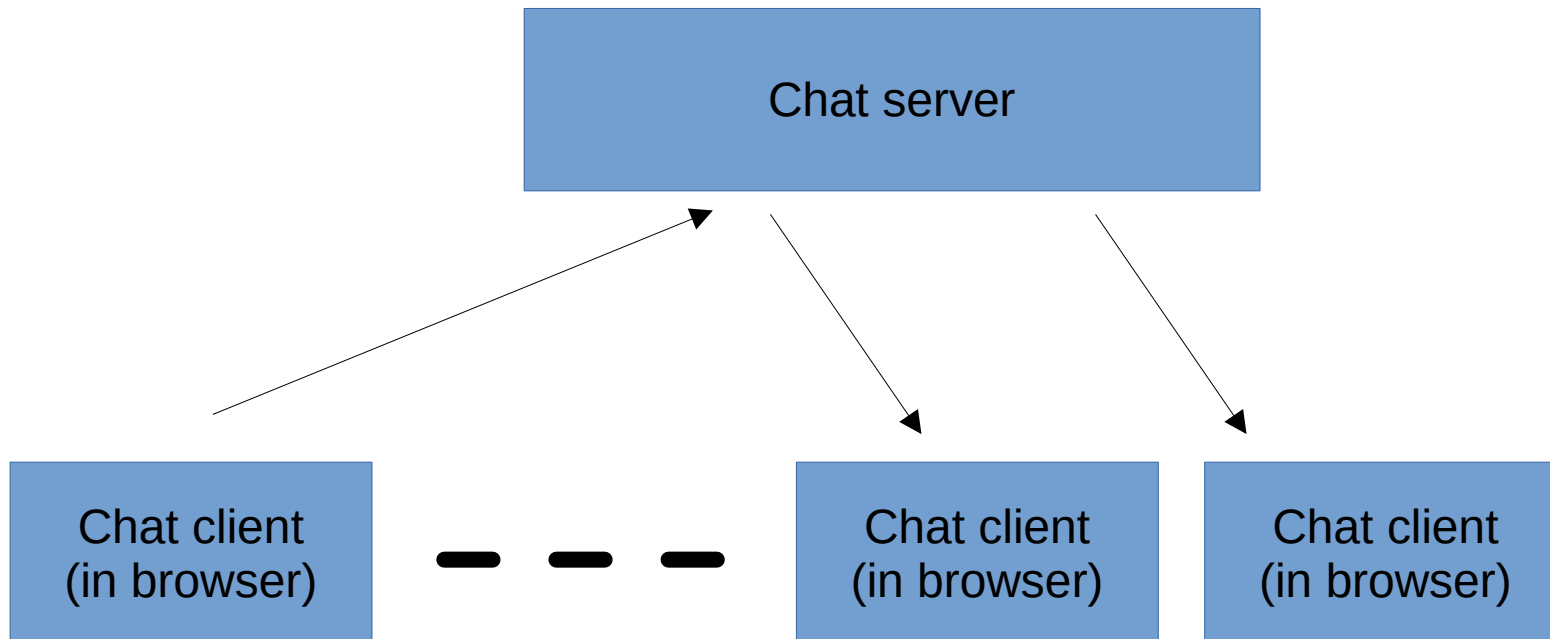 Chat server
Chat client
(in browser)
Chat client
(in browser)
Chat client
(in browser)